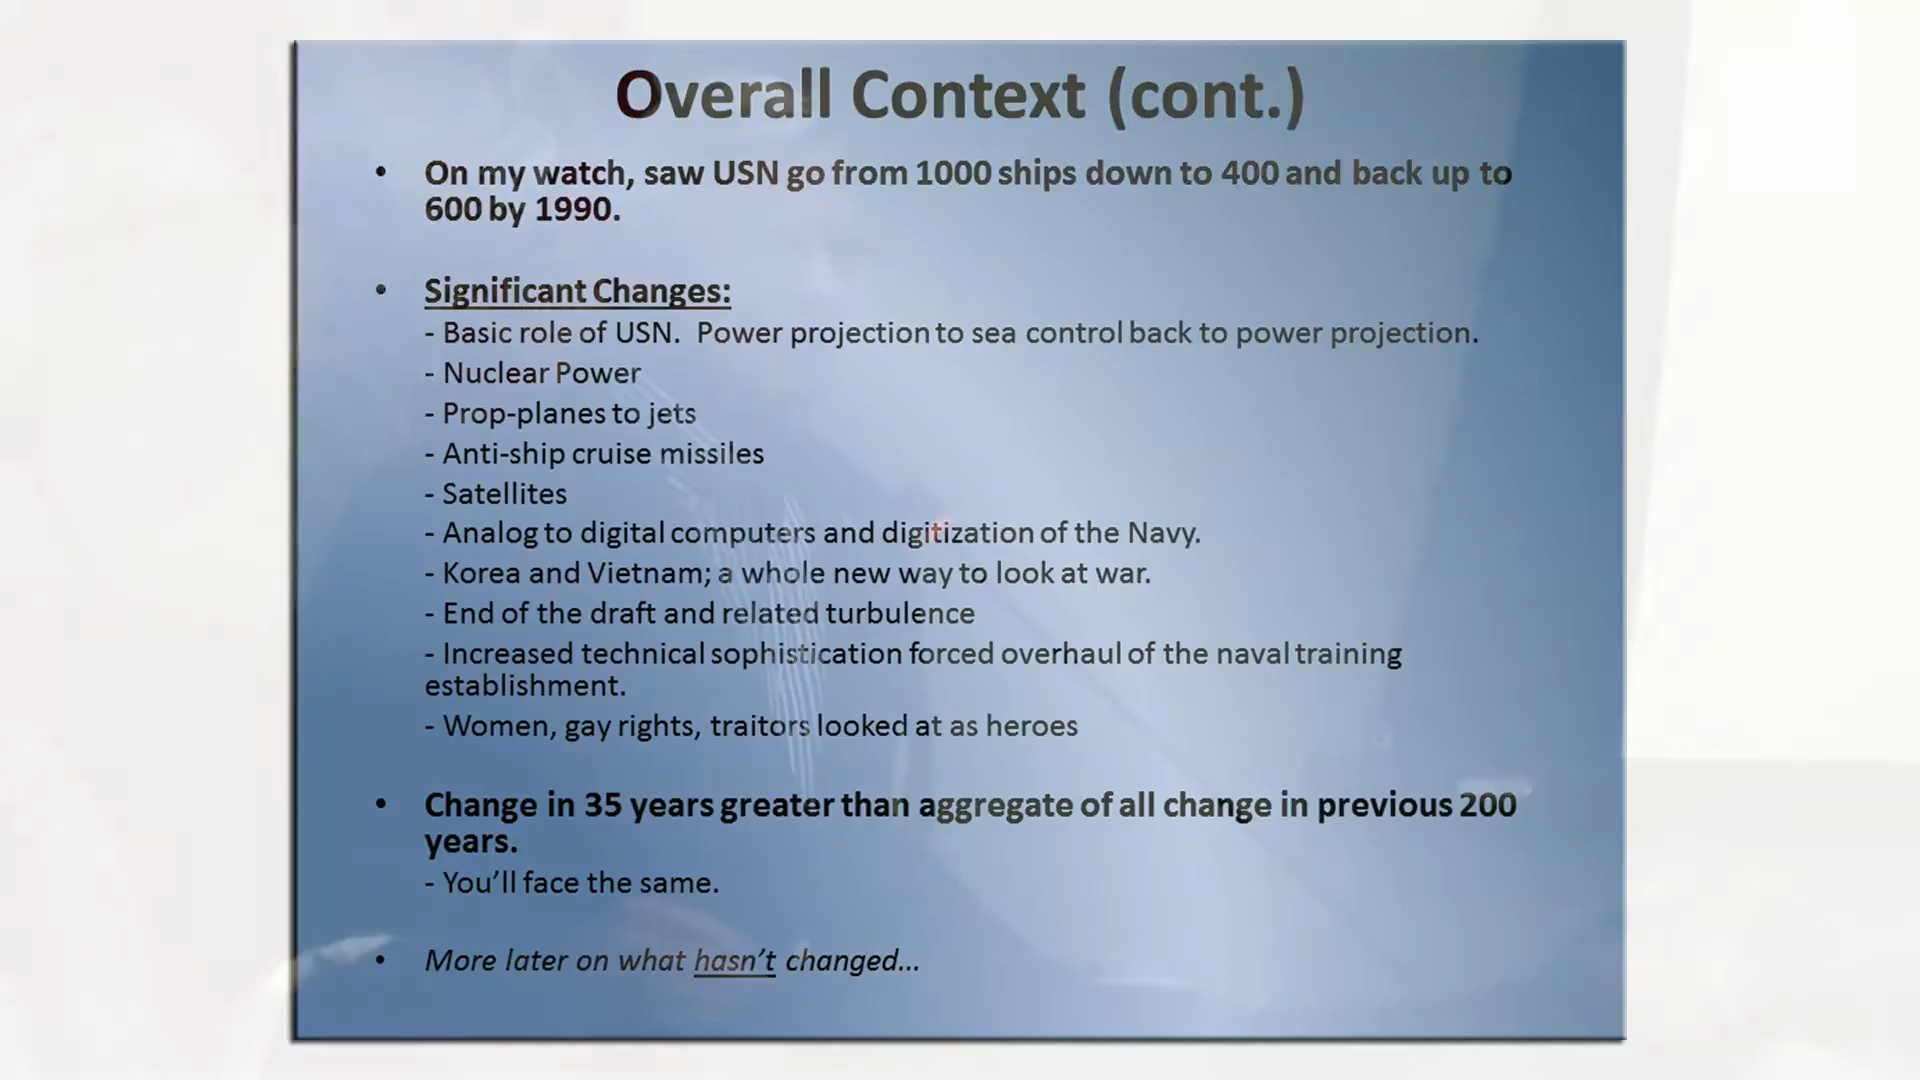 Overall Context (cont.)
• On my watch, saw USN go from 1000 ships down to 400 and back up to
600 by 1990.
• Significant Changes:
- Basic role of USN.  Power projection to sea control back to power projection.
- Nuclear Power
- Prop-planes to jets
- Anti-ship cruise missiles
- Satellites
- Analog to digital computers and digitization of the Navy.
- Korea and Vietnam; a whole new way to look at war.
- End of the draft and related turbulence
- Increased technical sophistication forced overhaul of the naval training
establishment.
- Women, gay rights, traitors looked at as heroes
• Change in 35 years greater than aggregate of all change in previous 200
years.
- You’ll face the same.
• More later on what hasn’t changed…